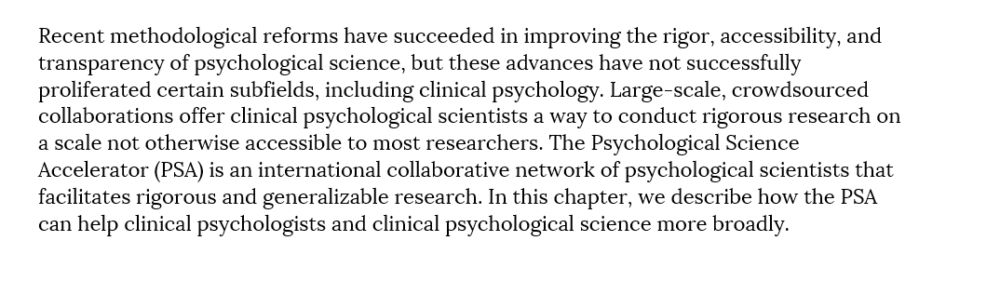 Recent methodological reforms have succeeded in improving the rigor, accessibility, and
transparency of psychological science, but these advances have not successfully
proliferated certain subfields, including clinical psychology. Large-scale, crowdsourced
collaborations offer clinical psychological scientists a way to conduct rigorous research on
a scale not otherwise accessible to most researchers. The Psychological Science
Accelerator (PSA) is an international collaborative network of psychological scientists that
facilitates rigorous and generalizable research. In this chapter, we describe how the PSA
can help clinical psychologists and clinical psychological science more broadly.